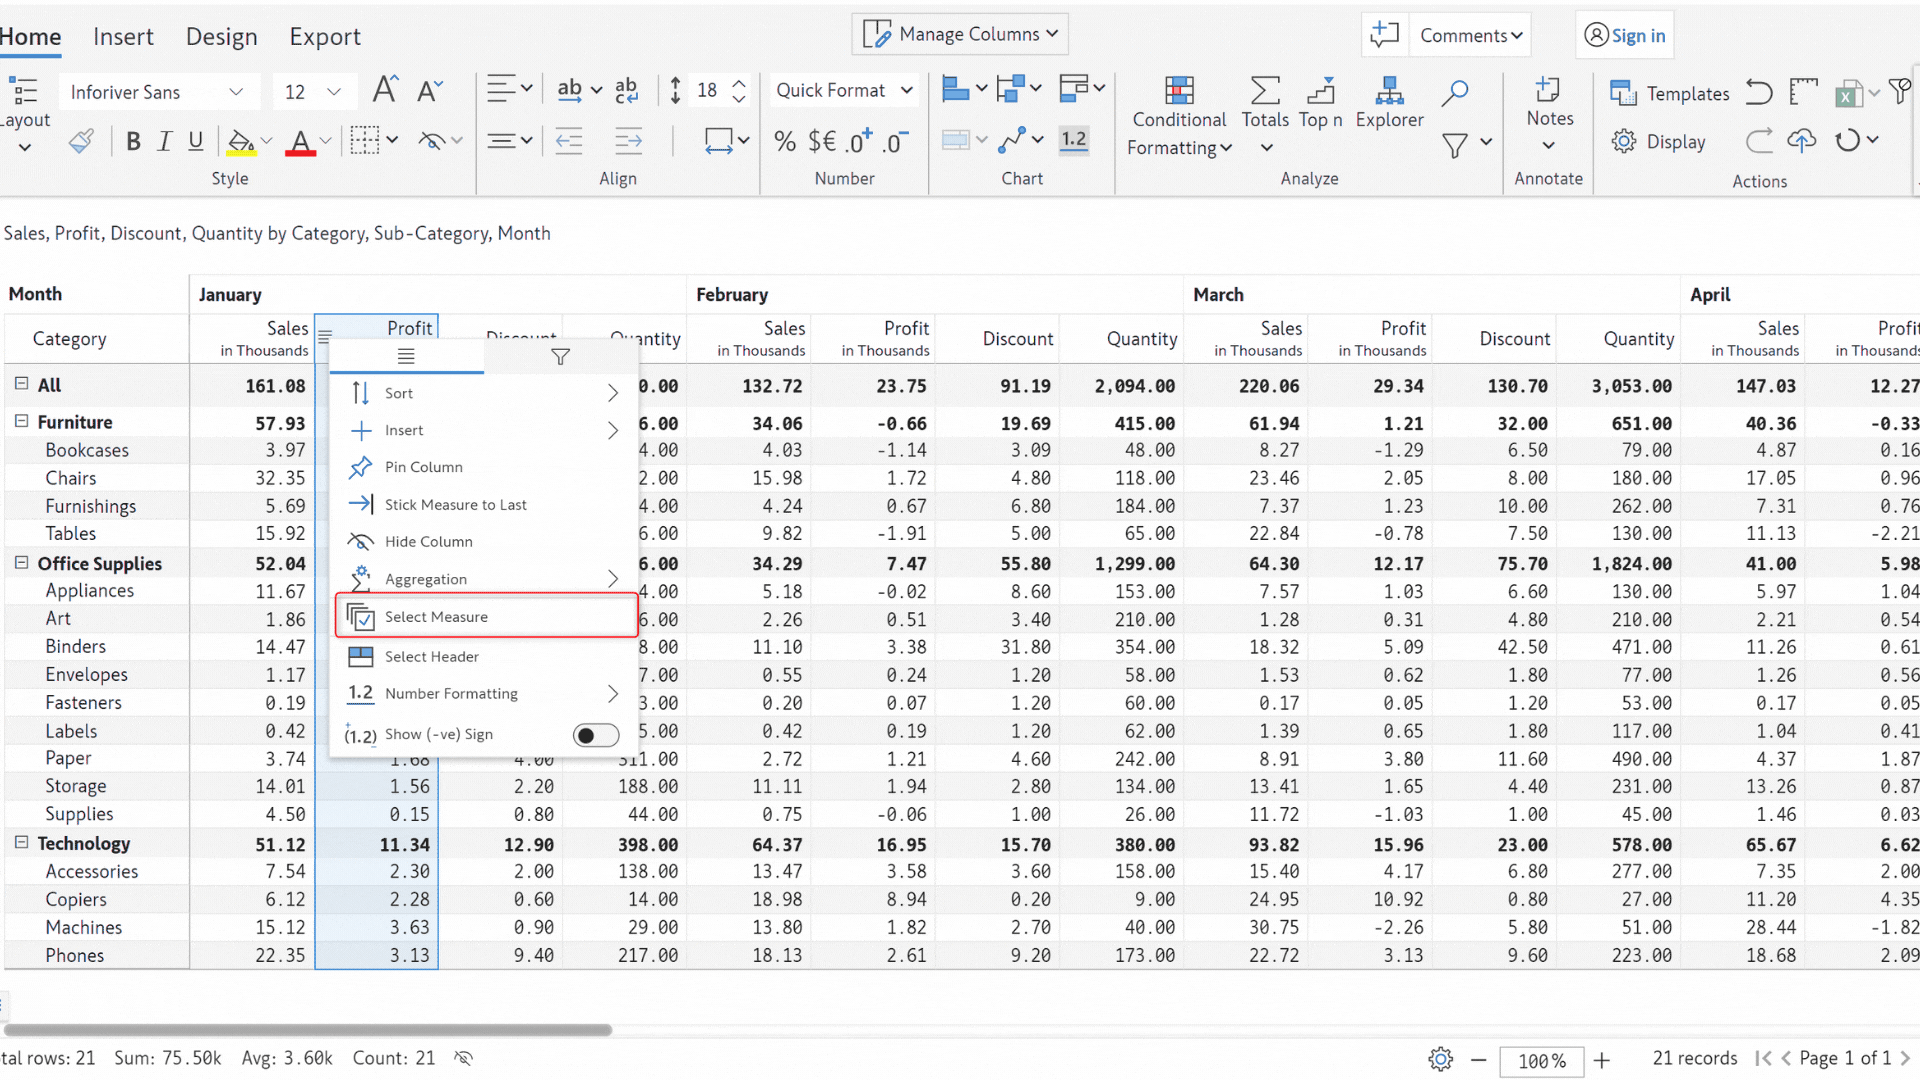 Home Insert Design Export Manage Columns Comments Sign in
Inforiver Sans 12 A A ab ab c 18 Quick Format Conditional Formatting Totals Top n Explorer Notes Templates
Layout B I U A % $€ .0+ .0- 1.2 Display
Style Align Number Chart Analyze Annotate Actions
Sales, Profit, Discount, Quantity by Category, Sub-Category, Month
Month January February March April
Category Sales in Thousands Profit Discount Quantity Sales in Thousands Profit in Thousands Discount Quantity Sales in Thousands Profit in Thousands Discount Quantity Sales in Thousands Profit in Thousands
All 161.08 0.00 132.72 23.75 91.19 2,094.00 220.06 29.34 130.70 3,053.00 147.03 12.27
Furniture 57.93 6.00 34.06 -0.66 19.69 415.00 61.94 1.21 32.00 651.00 40.36 -0.33
Bookcases 3.97 4.00 4.03 -1.14 3.09 48.00 8.27 -1.29 6.50 79.00 4.87 0.16
Chairs 32.35 2.00 15.98 1.72 4.80 118.00 23.46 2.05 8.00 180.00 17.05 0.96
Furnishings 5.69 4.00 4.24 0.67 6.80 184.00 7.37 1.23 10.00 262.00 7.31 0.76
Tables 15.92 6.00 9.82 -1.91 5.00 65.00 22.84 -0.78 7.50 130.00 11.13 -2.21
Office Supplies 52.04 6.00 34.29 7.47 55.80 1,299.00 64.30 12.17 75.70 1,824.00 41.00 5.98
Appliances 11.67 4.00 5.18 -0.02 8.60 153.00 7.57 1.03 6.60 130.00 5.97 1.04
Art 1.86 6.00 2.26 0.51 3.40 210.00 1.28 0.31 4.80 210.00 2.21 0.54
Binders 14.47 8.00 11.10 3.38 31.80 354.00 18.32 5.09 42.50 471.00 11.26 0.61
Envelopes 1.17 7.00 0.55 0.24 1.20 58.00 1.53 0.62 1.80 77.00 1.26 0.56
Fasteners 0.19 3.00 0.20 0.07 1.20 60.00 0.17 0.05 1.20 53.00 0.17 0.05
Labels 0.42 5.00 0.42 0.19 1.20 62.00 1.39 0.65 1.80 117.00 1.04 0.41
Paper 3.74 1.68 4.00 311.00 2.72 1.21 4.60 242.00 8.91 3.80 11.60 490.00 4.37 1.87
Storage 14.01 1.56 2.20 188.00 11.11 1.94 2.80 134.00 13.41 1.65 4.40 231.00 13.26 0.87
Supplies 4.50 0.15 0.80 44.00 0.75 -0.06 1.00 26.00 11.72 -1.03 1.00 45.00 1.46 0.03
Technology 51.12 11.34 12.90 398.00 64.37 16.95 15.70 380.00 93.82 15.96 23.00 578.00 65.67 6.62
Accessories 7.54 2.30 2.00 138.00 13.47 3.58 3.60 158.00 15.40 4.17 6.80 277.00 7.35 2.00
Copiers 6.12 2.28 0.60 14.00 18.98 8.94 0.20 9.00 24.95 10.92 0.80 27.00 11.20 4.35
Machines 15.12 3.63 0.90 29.00 13.80 1.82 2.70 40.00 30.75 -2.26 5.80 51.00 28.44 -1.82
Phones 22.35 3.13 9.40 217.00 18.13 2.61 9.20 173.00 22.72 3.13 9.60 223.00 18.68 2.09
Sort
Insert
Pin Column
Stick Measure to Last
Hide Column
Aggregation
Select Measure
Select Header
1.2 Number Formatting
(1.2) Show (-ve) Sign
tal rows: 21 Sum: 75.50k Avg: 3.60k Count: 21 100% 21 records Page 1 of 1